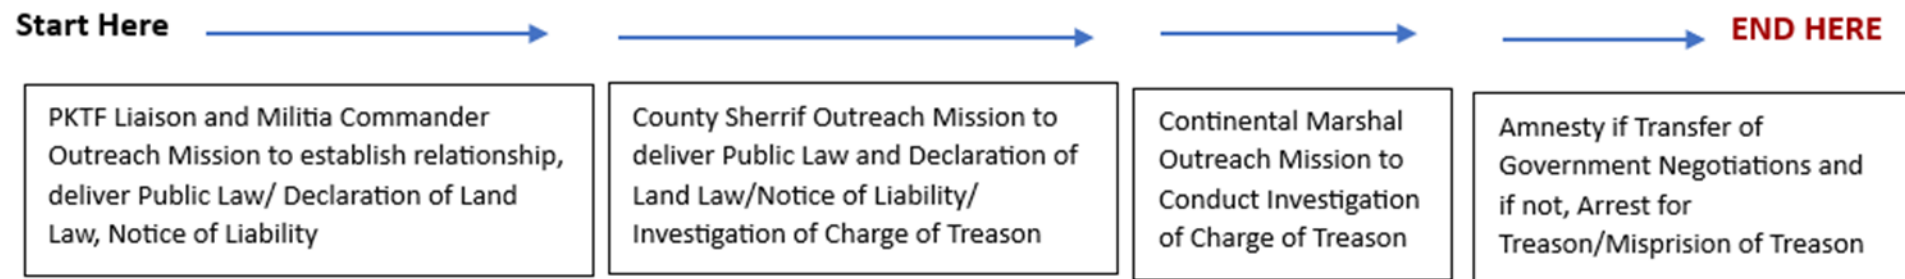 Start Here
END HERE
PKTF Liaison and Militia Commander
Outreach Mission to establish relationship,
deliver Public Law/ Declaration of Land
Law, Notice of Liability
County Sherrif Outreach Mission to
deliver Public Law and Declaration of
Land Law/Notice of Liability/
Investigation of Charge of Treason
Continental Marshal
Outreach Mission to
Conduct Investigation
of Charge of Treason
Amnesty if Transfer of
Government Negotiations and
if not, Arrest for
Treason/Misprision of Treason